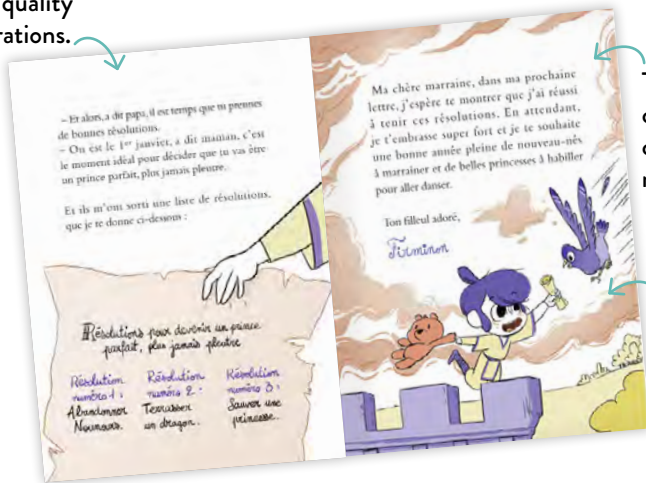 quality
rations.
– Et alors, a dit papa, il est temps que tu prennes
de bonnes résolutions.
– On est le 1er janvier, a dit maman, c'est
le moment idéal pour décider que tu vas être
un prince parfait, plus jamais pleutre.
Et ils m'ont sorti une liste de résolutions,
que je te donne ci-dessous :
Résolutions pour devenir un prince
parfait, plus jamais pleutre
Résolution
numéro 1 :
Abandonner
Nounours.
Résolution
numéro 2 :
Terrasser
un dragon.
Résolution
numéro 3 :
Sauver une
princesse.
Ma chère marraine, dans ma prochaine
lettre, j'espère te montrer que j'ai réussi
à tenir ces résolutions. En attendant,
je t'embrasse super fort et je te souhaite
une bonne année pleine de nouveau-nés
à marrainer et de belles princesses à habiller
pour aller danser.
Ton filleul adoré,
Firminon